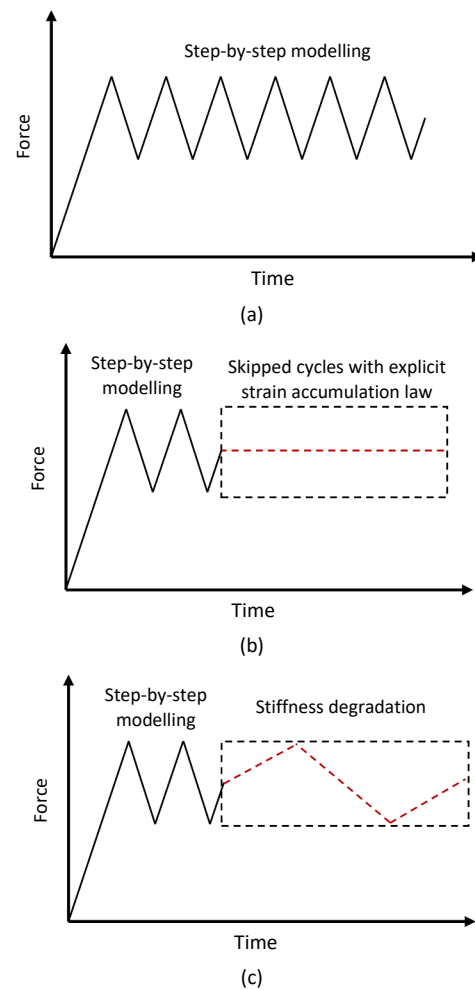 Step-by-step modelling
Force
Time
(a)
Step-by-step
modelling
Skipped cycles with explicit
strain accumulation law
Force
Time
(b)
Step-by-step
modelling
Stiffness degradation
Force
Time
(c)